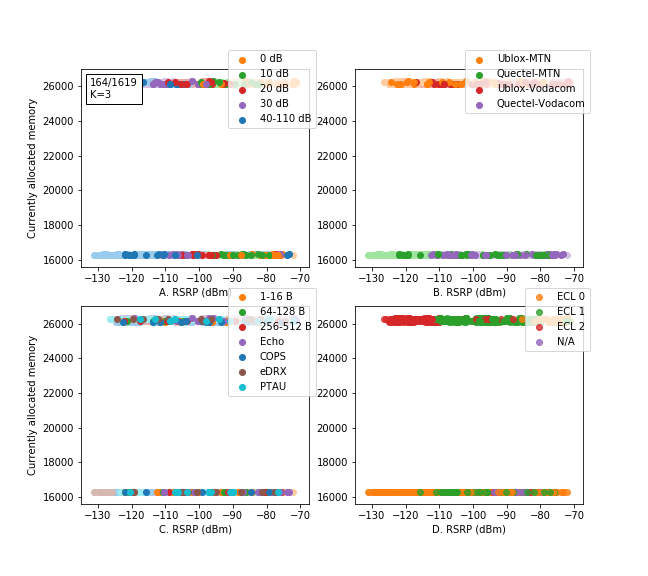 164/1619
K=3
0 dB
10 dB
20 dB
30 dB
40-110 dB
Currently allocated memory
26000
24000
22000
20000
18000
16000
−130 −120 −110 −100 −90 −80 −70
A. RSRP (dBm)
Ublox-MTN
Quectel-MTN
Ublox-Vodacom
Quectel-Vodacom
26000
24000
22000
20000
18000
16000
−130 −120 −110 −100 −90 −80 −70
B. RSRP (dBm)
1-16 B
64-128 B
256-512 B
Echo
COPS
eDRX
PTAU
Currently allocated memory
26000
24000
22000
20000
18000
16000
−130 −120 −110 −100 −90 −80 −70
C. RSRP (dBm)
ECL 0
ECL 1
ECL 2
N/A
26000
24000
22000
20000
18000
16000
−130 −120 −110 −100 −90 −80 −70
D. RSRP (dBm)